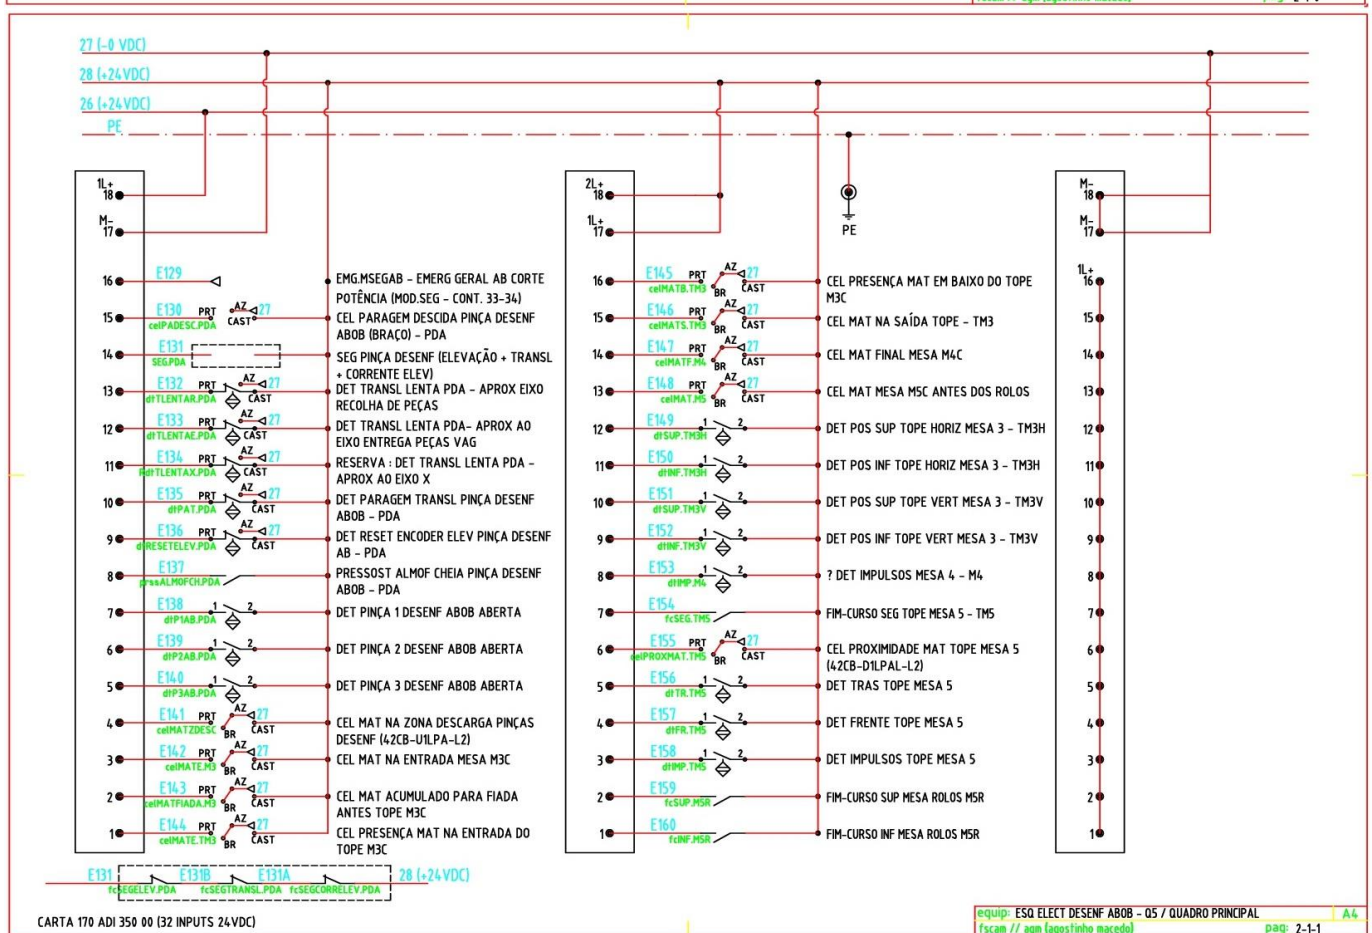 fscam // agm (agostinho macedo) pag: 2-1-0
27 (-0 VDC)
28 (+24VDC)
26 (+24VDC)
PE
1L+
18
M-
17
16 E129 EMG.MSEGAB - EMERG GERAL AB CORTE
POTÊNCIA (MOD.SEG - CONT. 33-34)
15 E130 PRT AZ 27 CEL PARAGEM DESCIDA PINÇA DESENF
celPADESC.PDA CAST ABOB (BRAÇO) - PDA
14 E131 SEG PINÇA DESENF (ELEVAÇÃO + TRANSL
SEG.PDA + CORRENTE ELEV)
13 E132 PRT AZ 27 DET TRANSL LENTA PDA - APROX EIXO
dtTLENTAR.PDA CAST RECOLHA DE PEÇAS
12 E133 PRT AZ 27 DET TRANSL LENTA PDA- APROX AO
dtTLENTAE.PDA CAST EIXO ENTREGA PEÇAS VAG
11 E134 PRT AZ 27 RESERVA : DET TRANSL LENTA PDA -
RdtTLENTAX.PDA CAST APROX AO EIXO X
10 E135 PRT AZ 27 DET PARAGEM TRANSL PINÇA DESENF
dtPAT.PDA CAST ABOB - PDA
9 E136 PRT AZ 27 DET RESET ENCODER ELEV PINÇA DESENF
dtRESETELEV.PDA CAST AB - PDA
8 E137 PRESSOST ALMOF CHEIA PINÇA DESENF
prssALMOFCH.PDA ABOB - PDA
7 E138 1 2 DET PINÇA 1 DESENF ABOB ABERTA
dtP1AB.PDA
6 E139 1 2 DET PINÇA 2 DESENF ABOB ABERTA
dtP2AB.PDA
5 E140 1 2 DET PINÇA 3 DESENF ABOB ABERTA
dtP3AB.PDA
4 E141 PRT AZ 27 CEL MAT NA ZONA DESCARGA PINÇAS
celMATZDESC BR CAST DESENF (42CB-U1LPA-L2)
3 E142 PRT AZ 27 CEL MAT NA ENTRADA MESA M3C
celMATE.M3 BR CAST
2 E143 PRT AZ 27 CEL MAT ACUMULADO PARA FIADA
celMATFIADA.M3 BR CAST ANTES TOPE M3C
1 E144 PRT AZ 27 CEL PRESENÇA MAT NA ENTRADA DO
celMATE.TM3 BR CAST TOPE M3C
E131 E131B E131A 28 (+24VDC)
fcSEGELEV.PDA fcSEGTRANSL.PDA fcSEGCORRELEV.PDA
CARTA 170 ADI 350 00 (32 INPUTS 24VDC)
2L+
18
1L+
17
16 E145 PRT AZ 27 CEL PRESENÇA MAT EM BAIXO DO TOPE
celMATB.TM3 BR CAST M3C
15 E146 PRT AZ 27 CEL MAT NA SAÍDA TOPE - TM3
celMATS.TM3 BR CAST
14 E147 PRT AZ 27 CEL MAT FINAL MESA M4C
celMATF.M4 BR CAST
13 E148 PRT AZ 27 CEL MAT MESA M5C ANTES DOS ROLOS
celMAT.M5 BR CAST
12 E149 1 2 DET POS SUP TOPE HORIZ MESA 3 - TM3H
dtSUP.TM3H
11 E150 1 2 DET POS INF TOPE HORIZ MESA 3 - TM3H
dtINF.TM3H
10 E151 1 2 DET POS SUP TOPE VERT MESA 3 - TM3V
dtSUP.TM3V
9 E152 1 2 DET POS INF TOPE VERT MESA 3 - TM3V
dtINF.TM3V
8 E153 1 2 ? DET IMPULSOS MESA 4 - M4
dtIMP.M4
7 E154 FIM-CURSO SEG TOPE MESA 5 - TM5
fcSEG.TM5
6 E155 PRT AZ 27 CEL PROXIMIDADE MAT TOPE MESA 5
celPROXMAT.TM5 BR CAST (42CB-D1LPAL-L2)
5 E156 1 2 DET TRAS TOPE MESA 5
dtTR.TM5
4 E157 1 2 DET FRENTE TOPE MESA 5
dtFR.TM5
3 E158 1 2 DET IMPULSOS TOPE MESA 5
dtIMP.TM5
2 E159 FIM-CURSO SUP MESA ROLOS M5R
fcSUP.M5R
1 E160 FIM-CURSO INF MESA ROLOS M5R
fcINF.M5R
PE
M-
18
M-
17
1L+
16
15
14
13
12
11
10
9
8
7
6
5
4
3
2
1
equip: ESQ ELECT DESENF ABOB - Q5 / QUADRO PRINCIPAL A4
fscam // agm (agostinho macedo) pag: 2-1-1